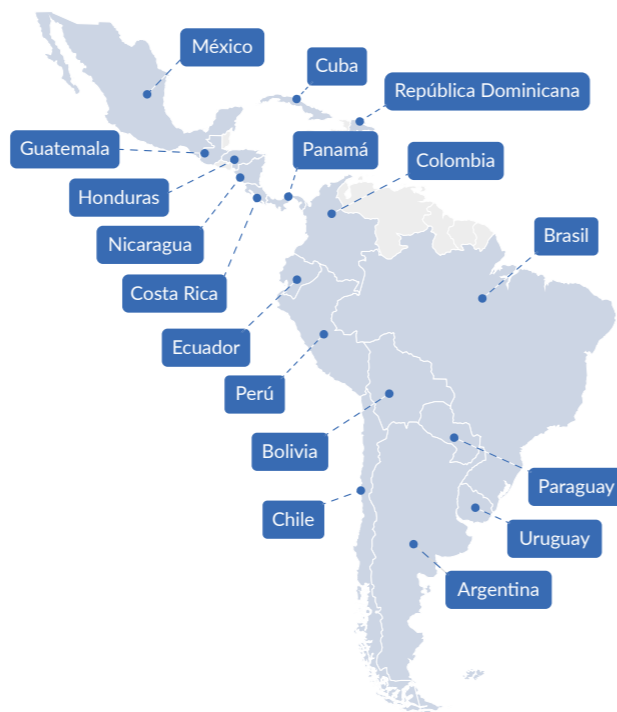 México
Cuba
República Dominicana
Guatemala
Panamá
Colombia
Honduras
Nicaragua
Brasil
Costa Rica
Ecuador
Perú
Bolivia
Paraguay
Chile
Uruguay
Argentina